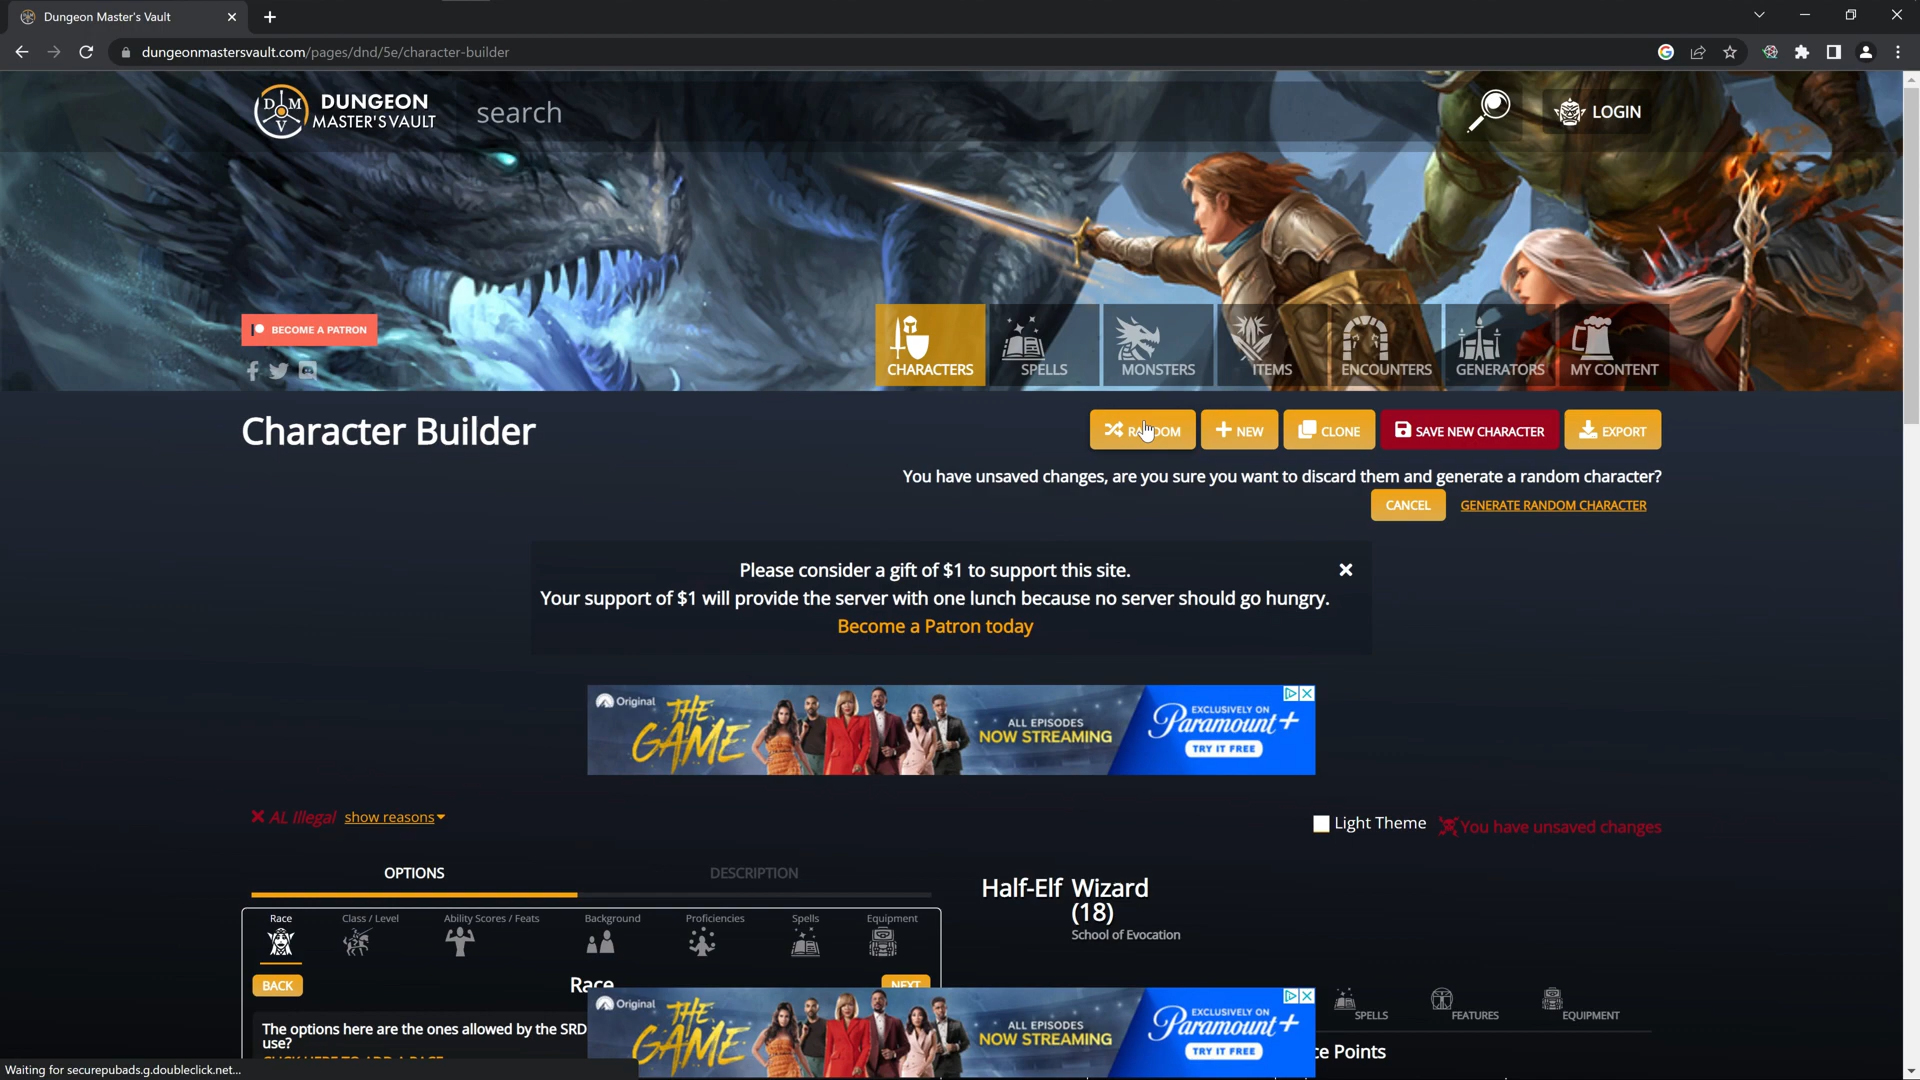 Dungeon Master's Vault
dungeonmastersvault.com/pages/dnd/5e/character-builder
DMV
DUNGEON
MASTER'S VAULT
search
LOGIN
BECOME A PATRON
CHARACTERS
SPELLS
MONSTERS
ITEMS
ENCOUNTERS
GENERATORS
MY CONTENT
Character Builder
NEW
CLONE
SAVE NEW CHARACTER
EXPORT
You have unsaved changes, are you sure you want to discard them and generate a random character?
CANCEL
GENERATE RANDOM CHARACTER
Please consider a gift of $1 to support this site.
Your support of $1 will provide the server with one lunch because no server should go hungry.
Become a Patron today
Original
THE GAME
ALL EPISODES
NOW STREAMING
EXCLUSIVELY ON
Paramount+
TRY IT FREE
AL Illegal show reasons
Light Theme
You have unsaved changes
OPTIONS
DESCRIPTION
Half-Elf Wizard
(18)
School of Evocation
Race
Class / Level
Ability Scores / Feats
Background
Proficiencies
Spells
Equipment
BACK
Race
NEXT
The options here are the ones allowed by the SRD
use?
SPELLS
FEATURES
EQUIPMENT
Original
THE GAME
ALL EPISODES
NOW STREAMING
EXCLUSIVELY ON
Paramount+
TRY IT FREE
ce Points
Waiting for securepubads.g.doubleclick.net...